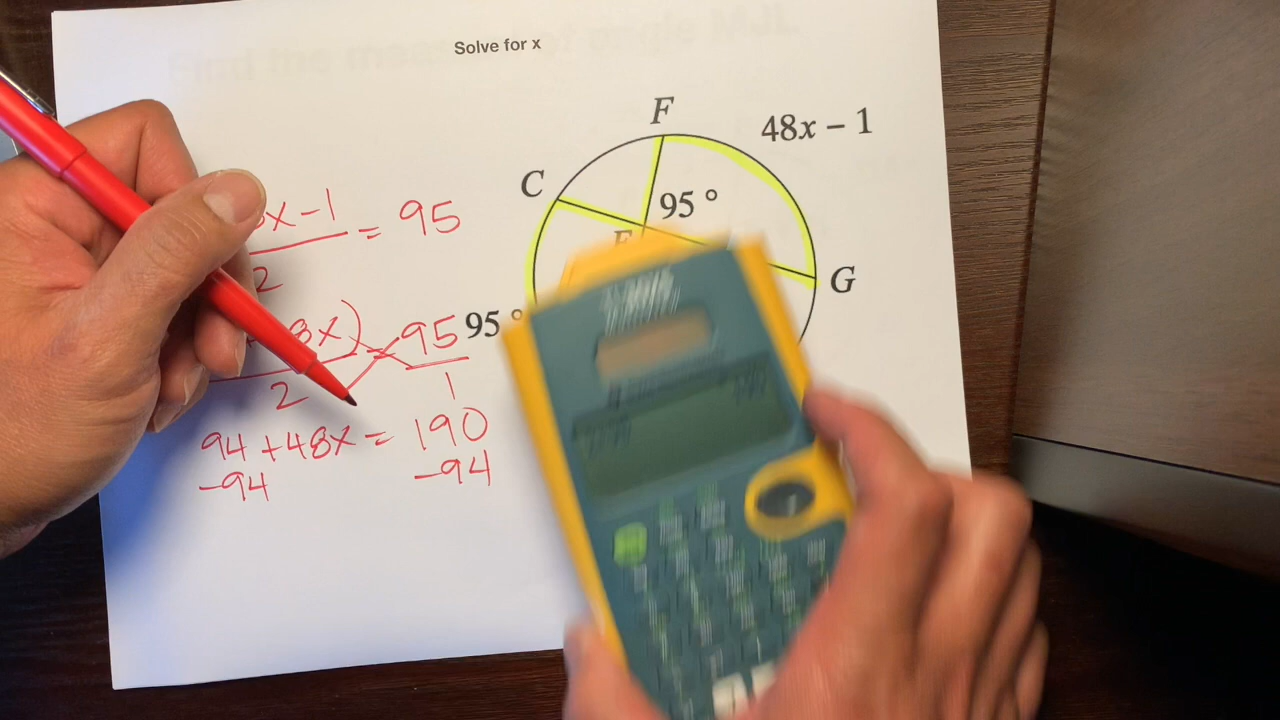 Solve for x
F
48x – 1
C
95 °
E
G
x-1 = 95
2
8x) = 95
95 °
2
1
94 + 48x = 190
-94
-94